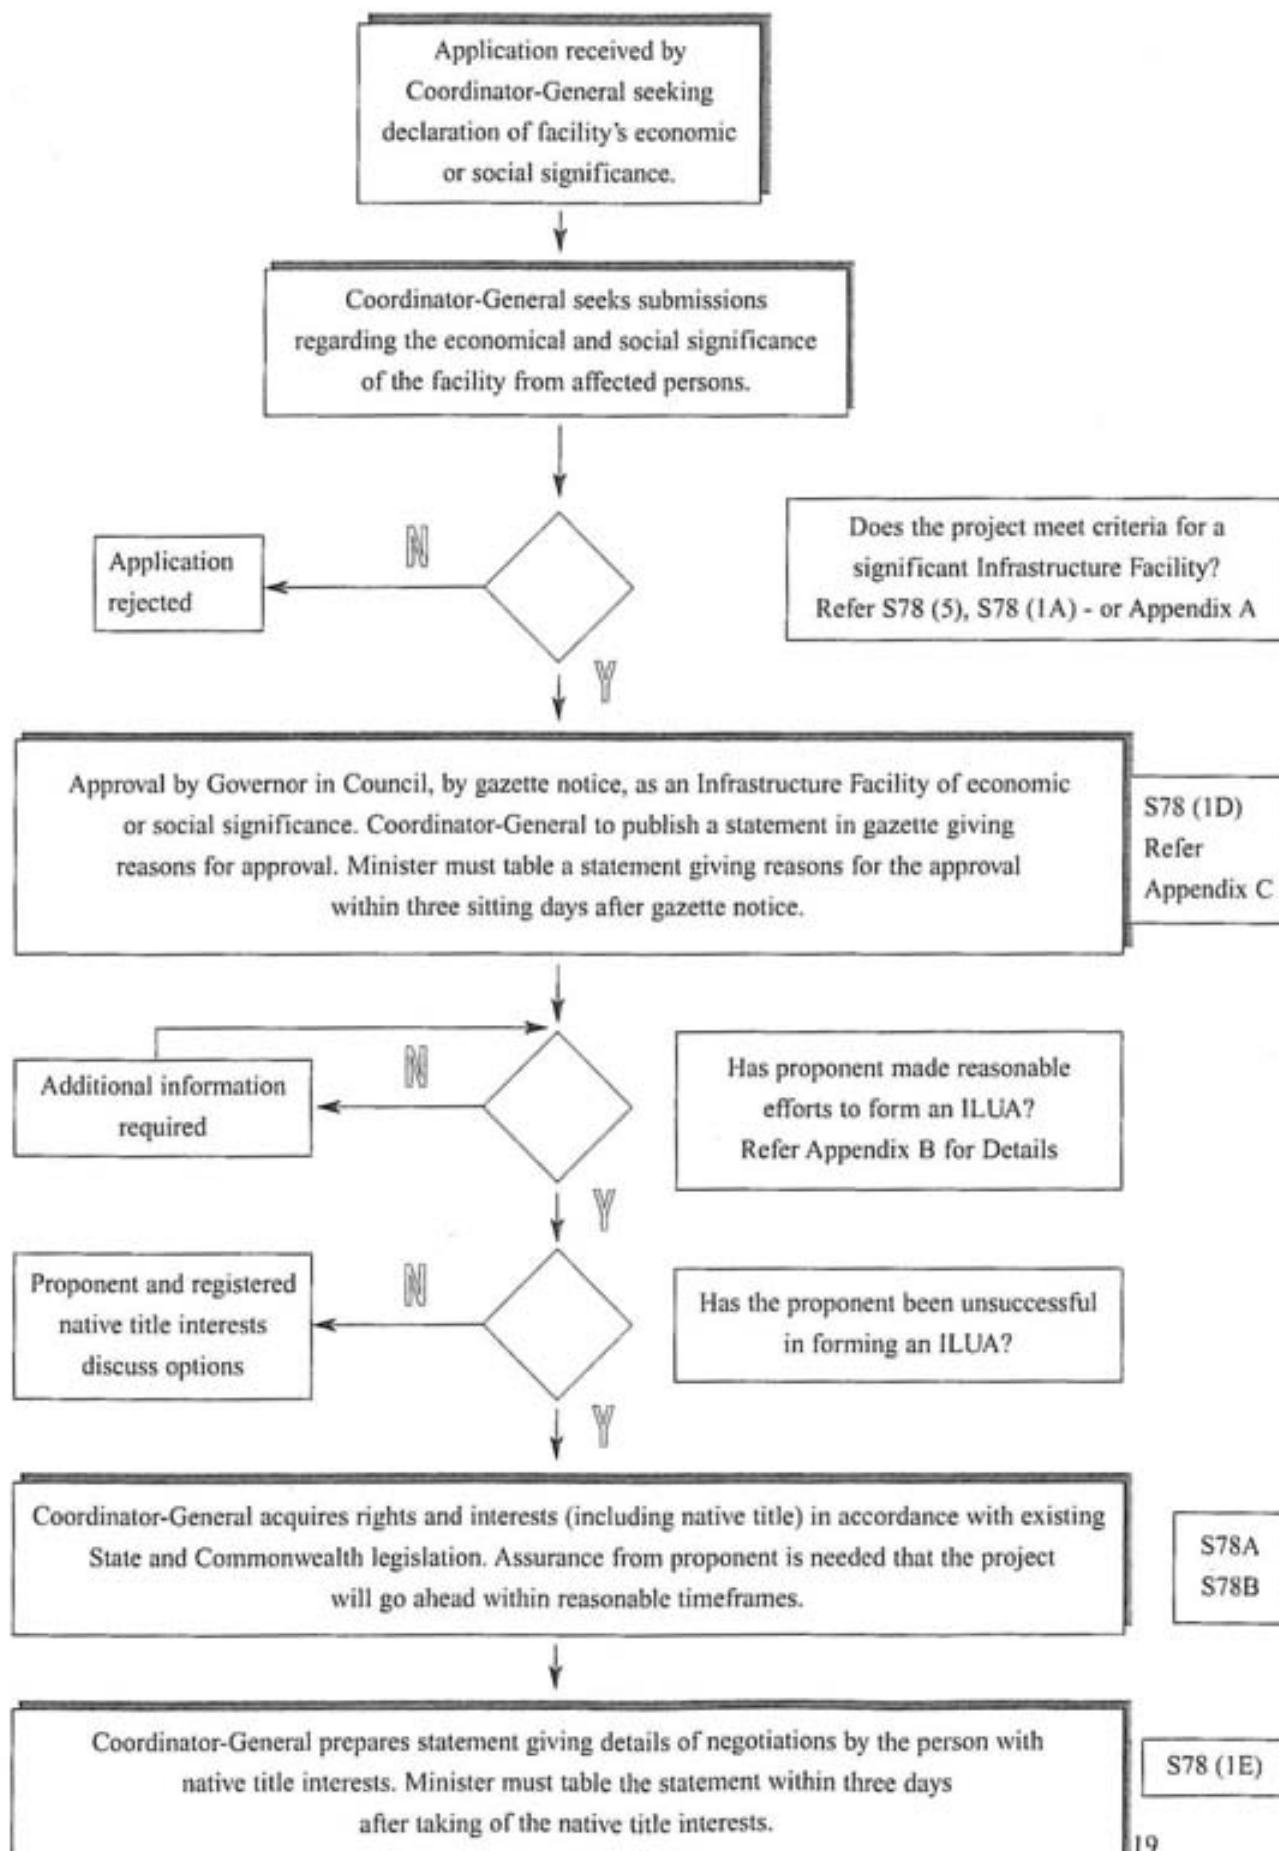 Application received by
Coordinator-General seeking
declaration of facility's economic
or social significance.
Coordinator-General seeks submissions
regarding the economical and social significance
of the facility from affected persons.
N
Application
rejected
Does the project meet criteria for a
significant Infrastructure Facility?
Refer S78 (5), S78 (1A) - or Appendix A
Y
Approval by Governor in Council, by gazette notice, as an Infrastructure Facility of economic
or social significance. Coordinator-General to publish a statement in gazette giving
reasons for approval. Minister must table a statement giving reasons for the approval
within three sitting days after gazette notice.
S78 (1D)
Refer
Appendix C
N
Additional information
required
Has proponent made reasonable
efforts to form an ILUA?
Refer Appendix B for Details
Y
N
Proponent and registered
native title interests
discuss options
Has the proponent been unsuccessful
in forming an ILUA?
Y
Coordinator-General acquires rights and interests (including native title) in accordance with existing
State and Commonwealth legislation. Assurance from proponent is needed that the project
will go ahead within reasonable timeframes.
S78A
S78B
Coordinator-General prepares statement giving details of negotiations by the person with
native title interests. Minister must table the statement within three days
after taking of the native title interests.
S78 (1E)
19